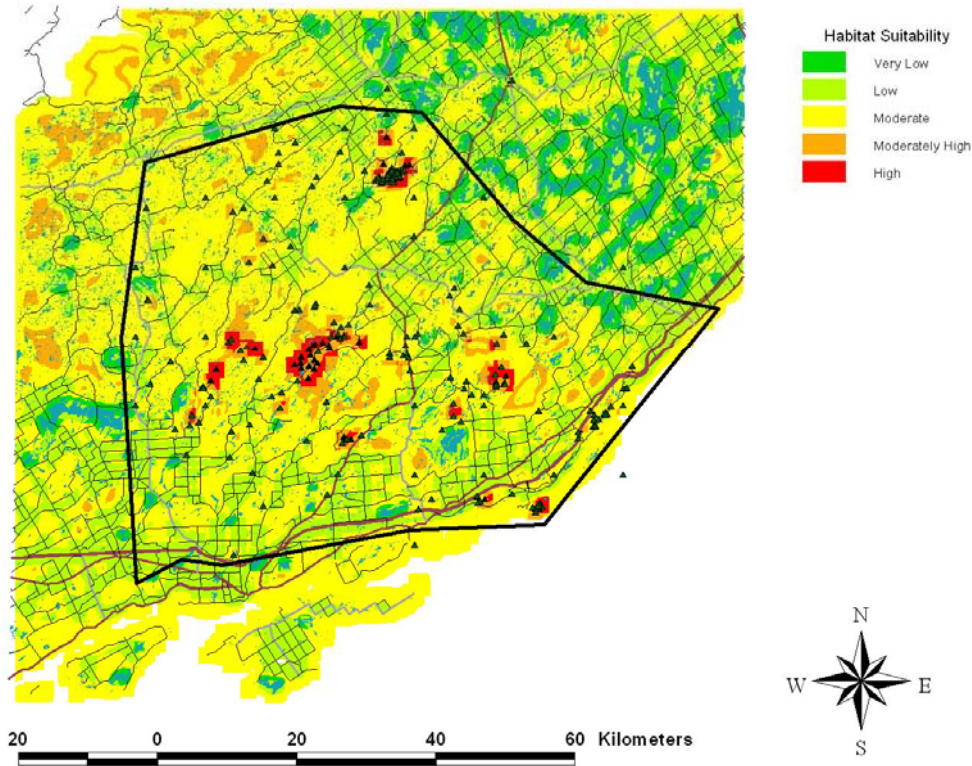 Habitat Suitability
Very Low
Low
Moderate
Moderately High
High
N
W E
S
20 0 20 40 60 Kilometers